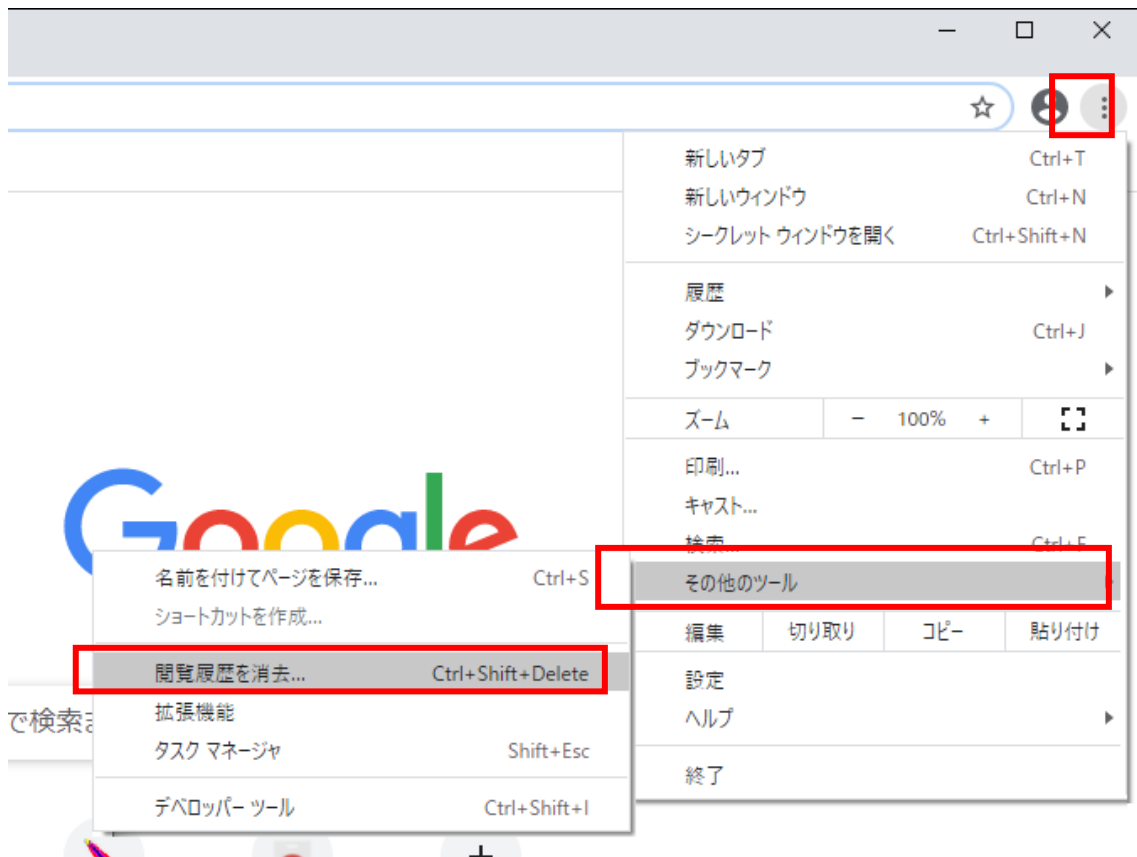 新しいタブ Ctrl+T
新しいウィンドウ Ctrl+N
シークレット ウィンドウを開く Ctrl+Shift+N
履歴
ダウンロード Ctrl+J
ブックマーク
ズーム − 100% +
印刷... Ctrl+P
キャスト...
検索... Ctrl+F
その他のツール
編集 切り取り コピー 貼り付け
設定
ヘルプ
終了
Google
名前を付けてページを保存... Ctrl+S
ショートカットを作成...
閲覧履歴を消去... Ctrl+Shift+Delete
拡張機能
タスク マネージャ Shift+Esc
デベロッパー ツール Ctrl+Shift+I
で検索